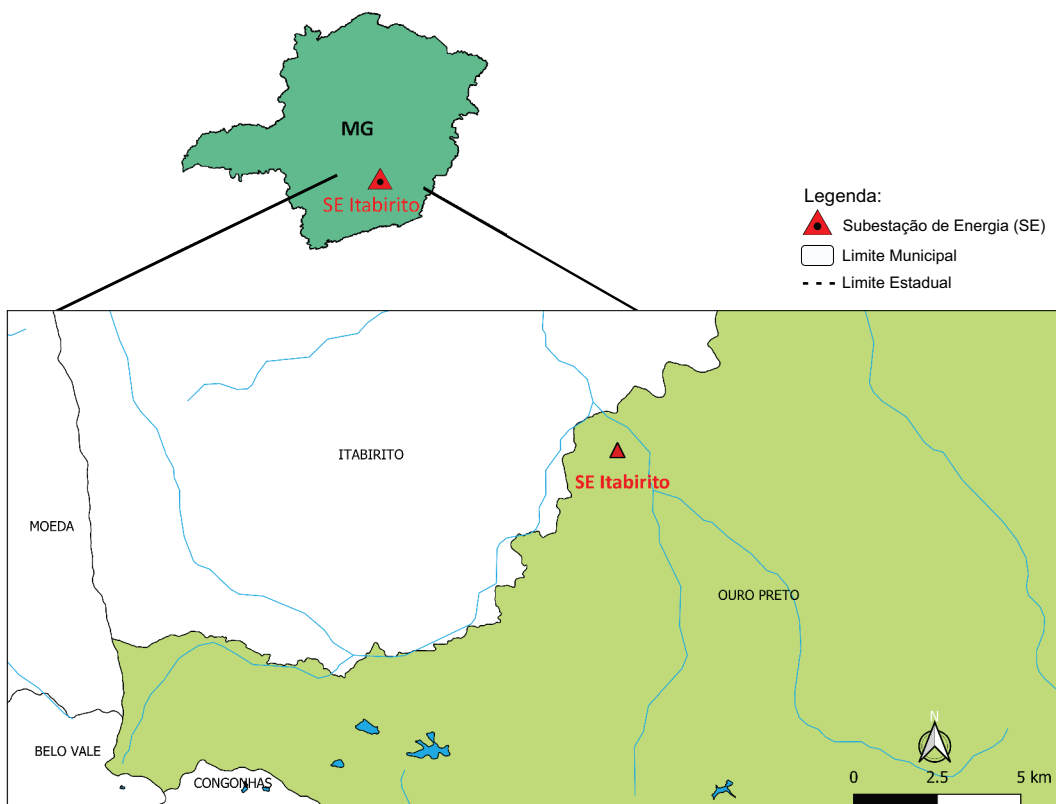 MG
SE Itabirito
Legenda:
Subestação de Energia (SE)
Limite Municipal
Limite Estadual
ITABIRITO
SE Itabirito
MOEDA
OURO PRETO
N
BELO VALE
CONGONHAS
0 2.5 5 km